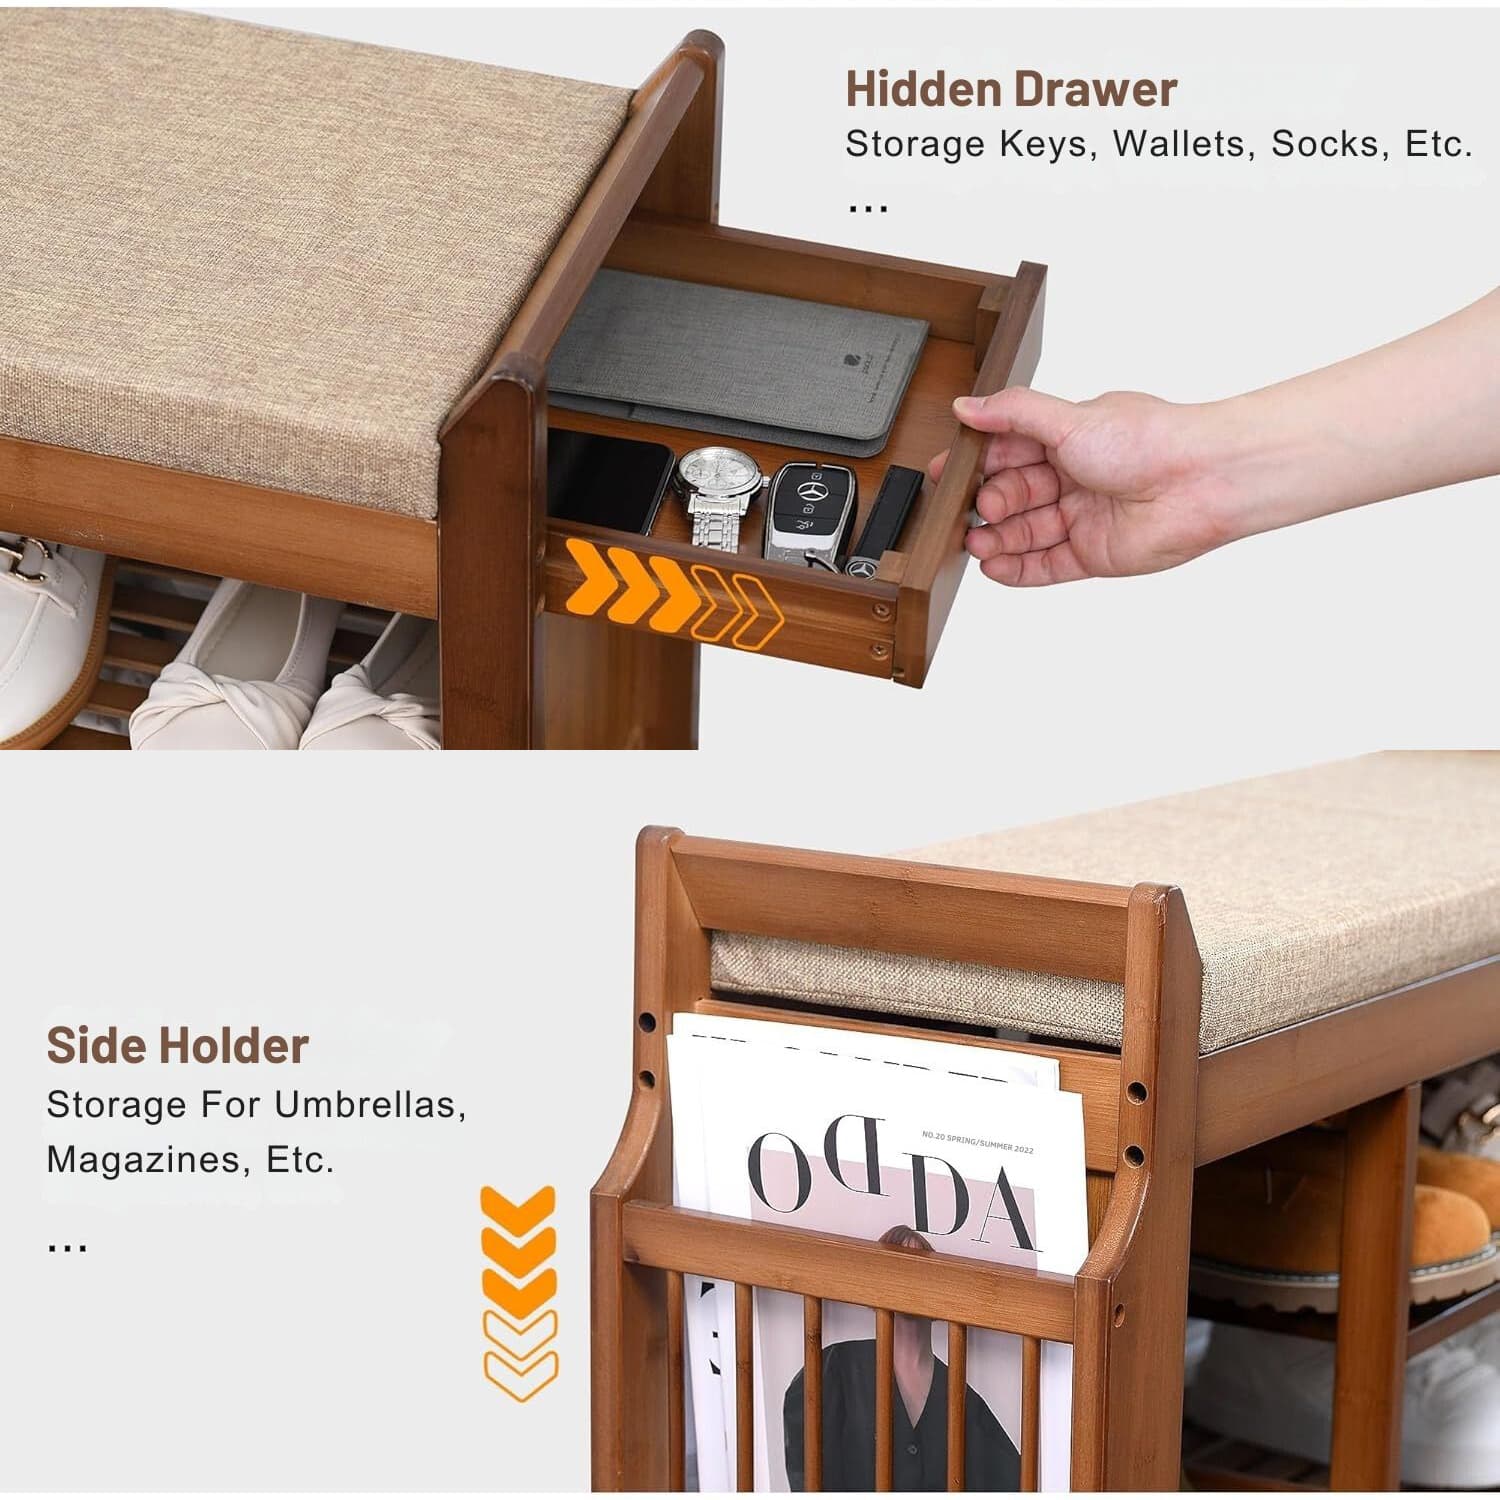 Hidden Drawer
Storage Keys, Wallets, Socks, Etc.
...
Side Holder
Storage For Umbrellas,
Magazines, Etc.
...
NO.20 SPRING/SUMMER 2022
ODDDA